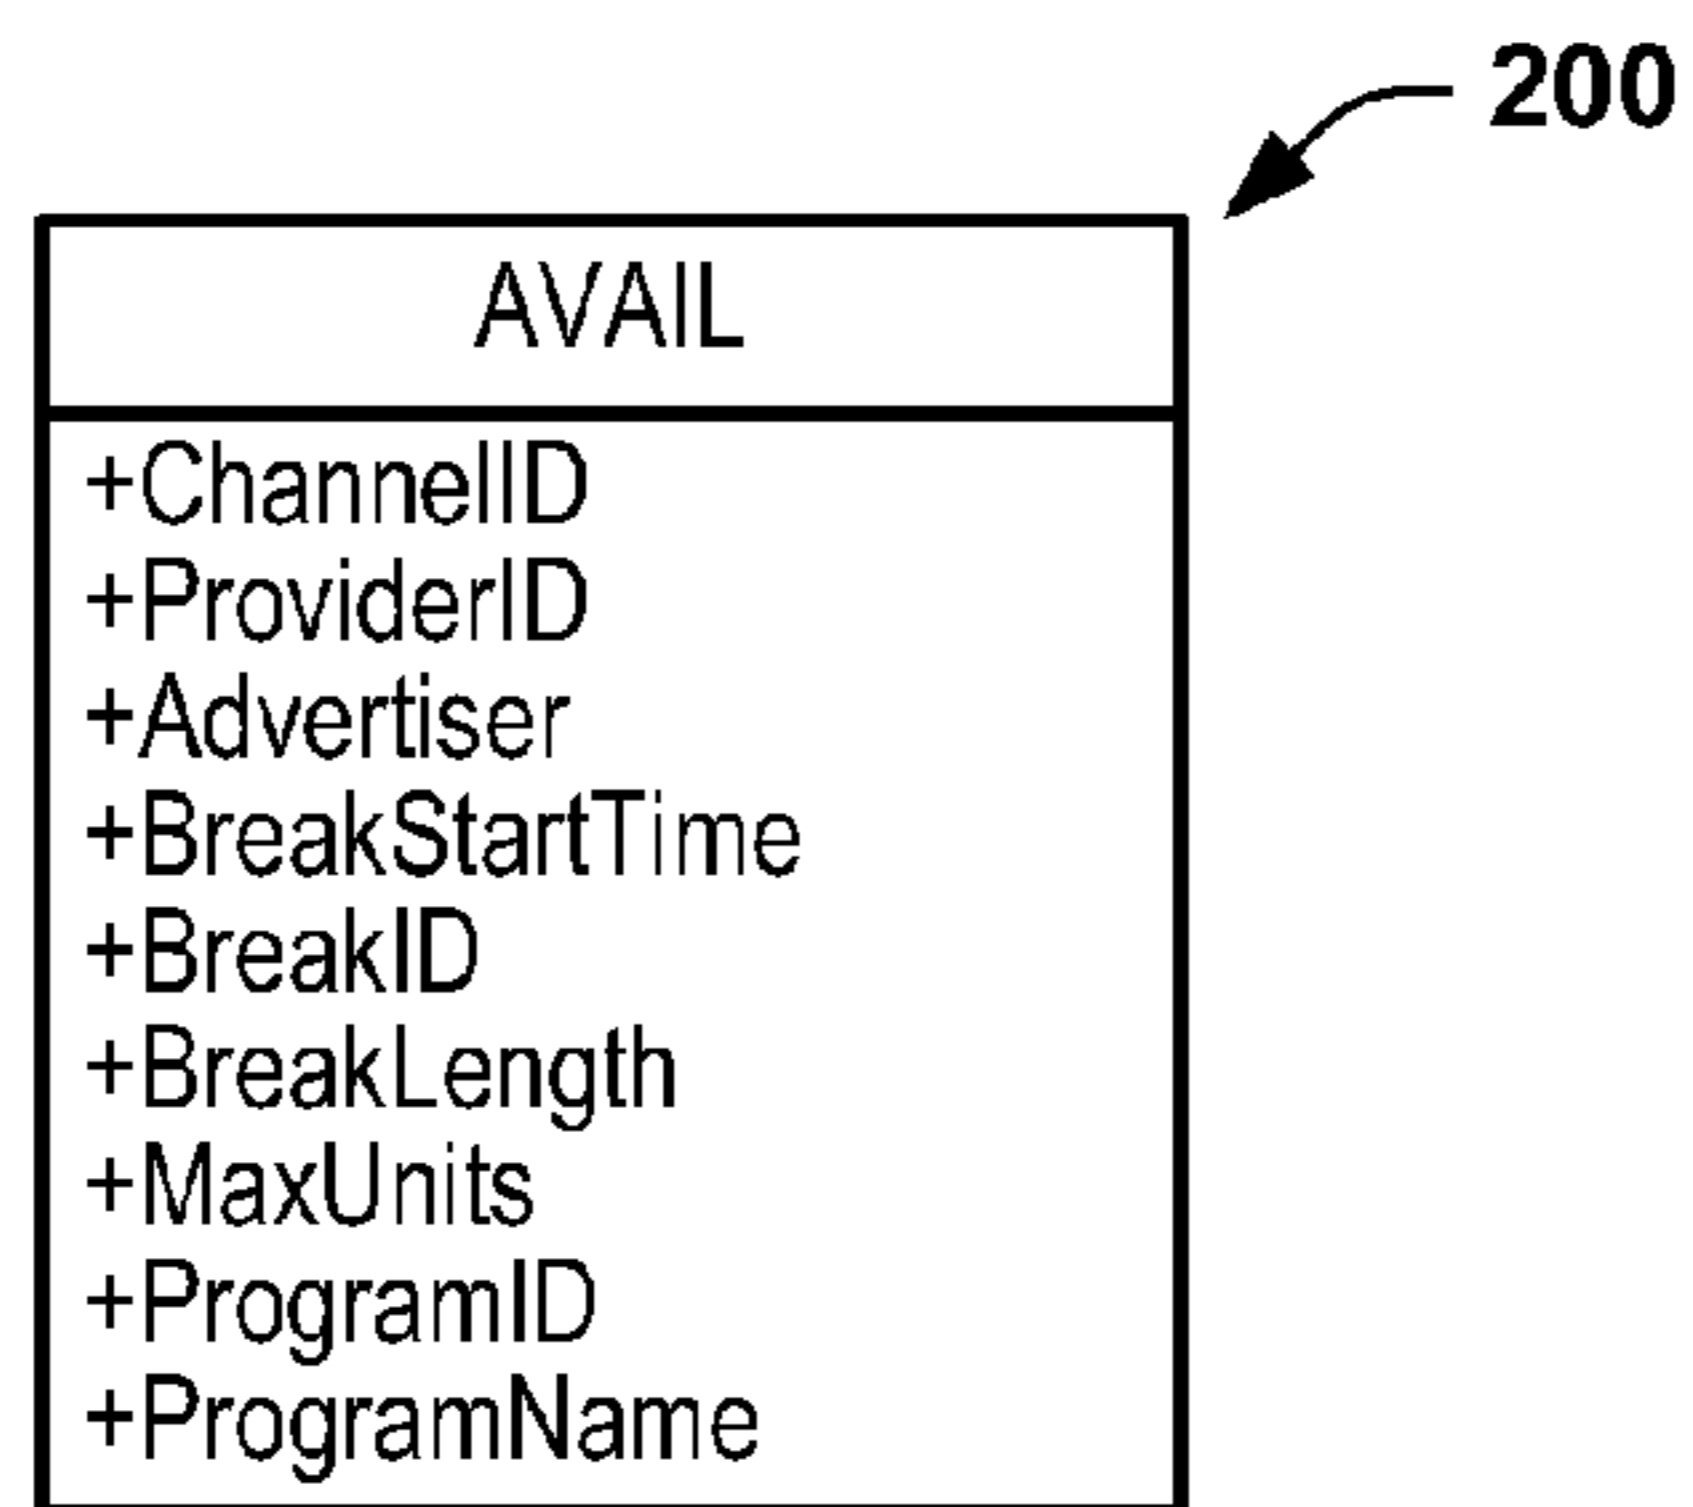 200
AVAIL
+ChannelID
+ProviderID
+Advertiser
+BreakStartTime
+BreakID
+BreakLength
+MaxUnits
+ProgramID
+ProgramName